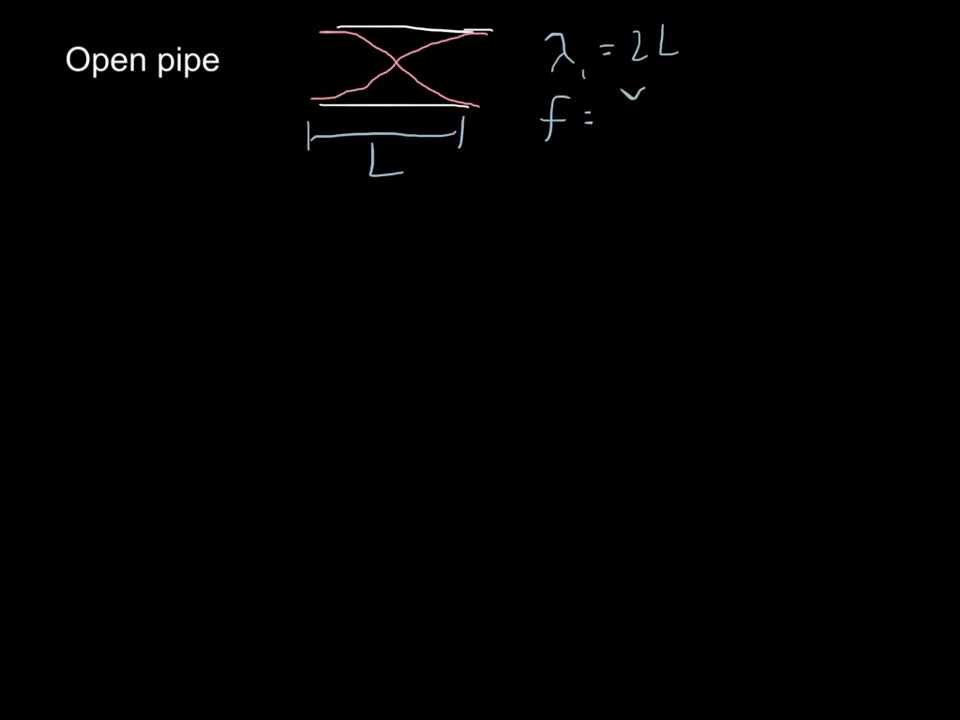 Open pipe
λ₁ = 2L
f = v
L